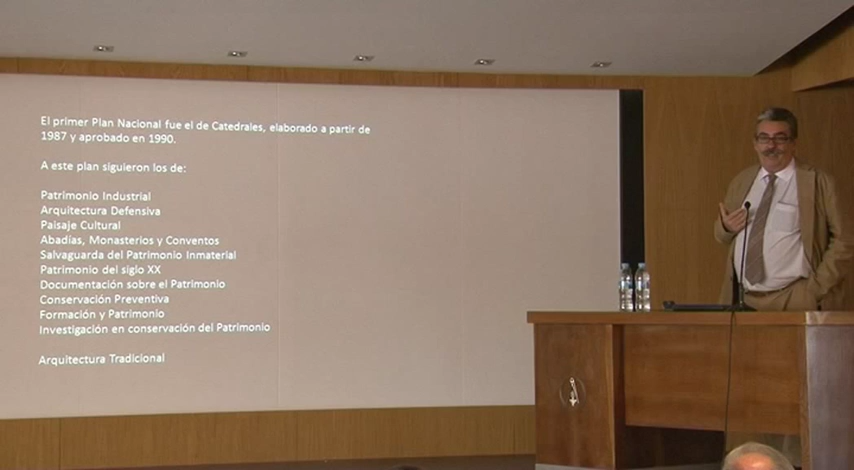 El primer Plan Nacional fue el de Catedrales, elaborado a partir de
1987 y aprobado en 1990.
A este plan siguieron los de:
Patrimonio Industrial
Arquitectura Defensiva
Paisaje Cultural
Abadías, Monasterios y Conventos
Salvaguarda del Patrimonio Inmaterial
Patrimonio del siglo XX
Documentación sobre el Patrimonio
Conservación Preventiva
Formación y Patrimonio
Investigación en conservación del Patrimonio
Arquitectura Tradicional